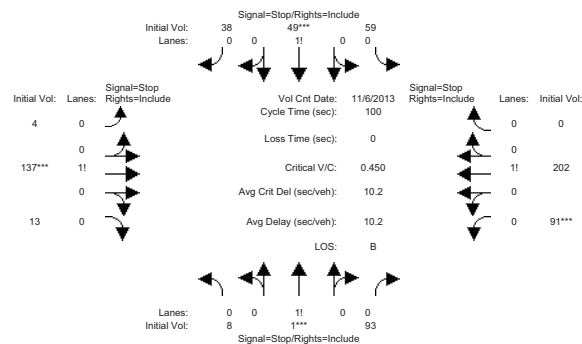 Signal=Stop/Rights=Include
Initial Vol: 38 49*** 59
Lanes: 0 0 1! 0 0
Signal=Stop Signal=Stop
Initial Vol: Lanes: Rights=Include Vol Cnt Date: 11/6/2013 Rights=Include Lanes: Initial Vol:
Cycle Time (sec): 100
4 0 0 0
Loss Time (sec): 0
0 0
137*** 1! Critical V/C: 0.450 1! 202
0 Avg Crit Del (sec/veh): 10.2 0
13 0 Avg Delay (sec/veh): 10.2 0 91***
LOS: B
Lanes: 0 0 1! 0 0
Initial Vol: 8 1*** 93
Signal=Stop/Rights=Include